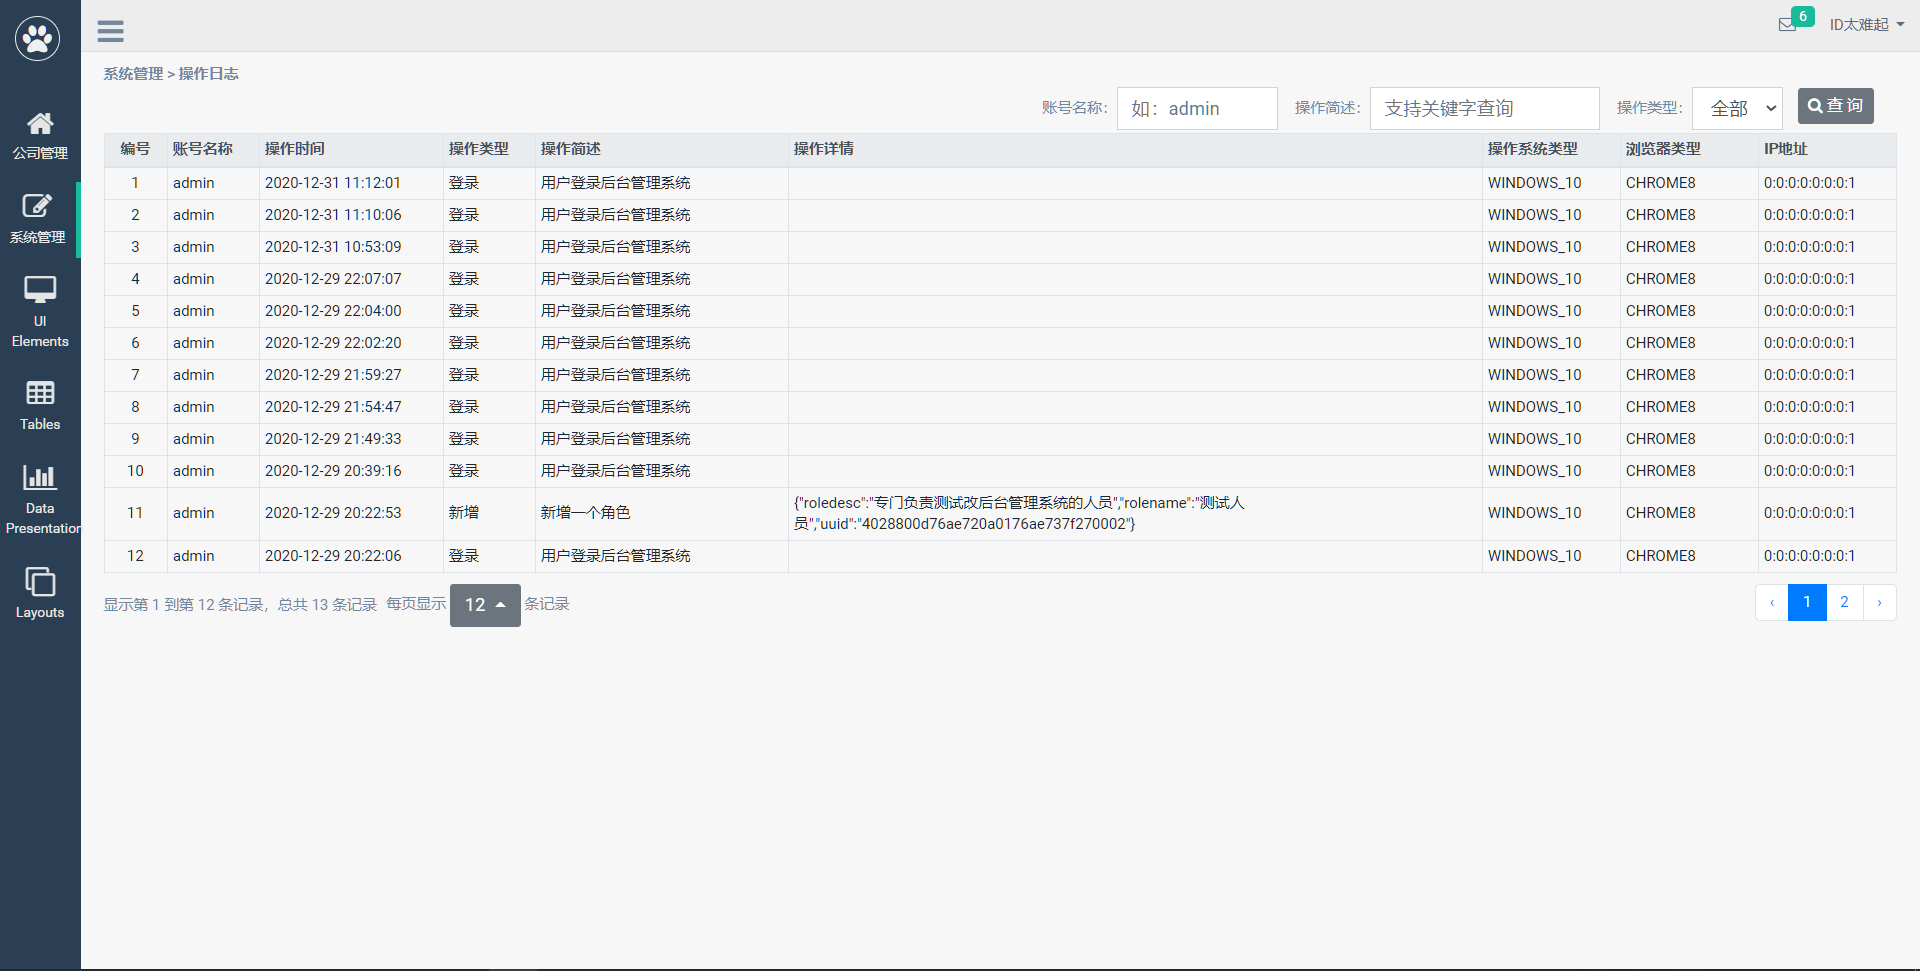 6
ID太难起
公司管理
系统管理
UI
Elements
Tables
Data
Presentation
Layouts
系统管理 > 操作日志
账号名称: 如：admin 操作简述: 支持关键字查询 操作类型: 全部 查询
编号 账号名称 操作时间 操作类型 操作简述 操作详情 操作系统类型 浏览器类型 IP地址
1 admin 2020-12-31 11:12:01 登录 用户登录后台管理系统 WINDOWS_10 CHROME8 0:0:0:0:0:0:0:1
2 admin 2020-12-31 11:10:06 登录 用户登录后台管理系统 WINDOWS_10 CHROME8 0:0:0:0:0:0:0:1
3 admin 2020-12-31 10:53:09 登录 用户登录后台管理系统 WINDOWS_10 CHROME8 0:0:0:0:0:0:0:1
4 admin 2020-12-29 22:07:07 登录 用户登录后台管理系统 WINDOWS_10 CHROME8 0:0:0:0:0:0:0:1
5 admin 2020-12-29 22:04:00 登录 用户登录后台管理系统 WINDOWS_10 CHROME8 0:0:0:0:0:0:0:1
6 admin 2020-12-29 22:02:20 登录 用户登录后台管理系统 WINDOWS_10 CHROME8 0:0:0:0:0:0:0:1
7 admin 2020-12-29 21:59:27 登录 用户登录后台管理系统 WINDOWS_10 CHROME8 0:0:0:0:0:0:0:1
8 admin 2020-12-29 21:54:47 登录 用户登录后台管理系统 WINDOWS_10 CHROME8 0:0:0:0:0:0:0:1
9 admin 2020-12-29 21:49:33 登录 用户登录后台管理系统 WINDOWS_10 CHROME8 0:0:0:0:0:0:0:1
10 admin 2020-12-29 20:39:16 登录 用户登录后台管理系统 WINDOWS_10 CHROME8 0:0:0:0:0:0:0:1
11 admin 2020-12-29 20:22:53 新增 新增一个角色 {"roledesc":"专门负责测试改后台管理系统的人员","rolename":"测试人
员","uuid":"4028800d76ae720a0176ae737f270002"} WINDOWS_10 CHROME8 0:0:0:0:0:0:0:1
12 admin 2020-12-29 20:22:06 登录 用户登录后台管理系统 WINDOWS_10 CHROME8 0:0:0:0:0:0:0:1
显示第 1 到第 12 条记录，总共 13 条记录 每页显示 12 条记录 ‹ 1 2 ›